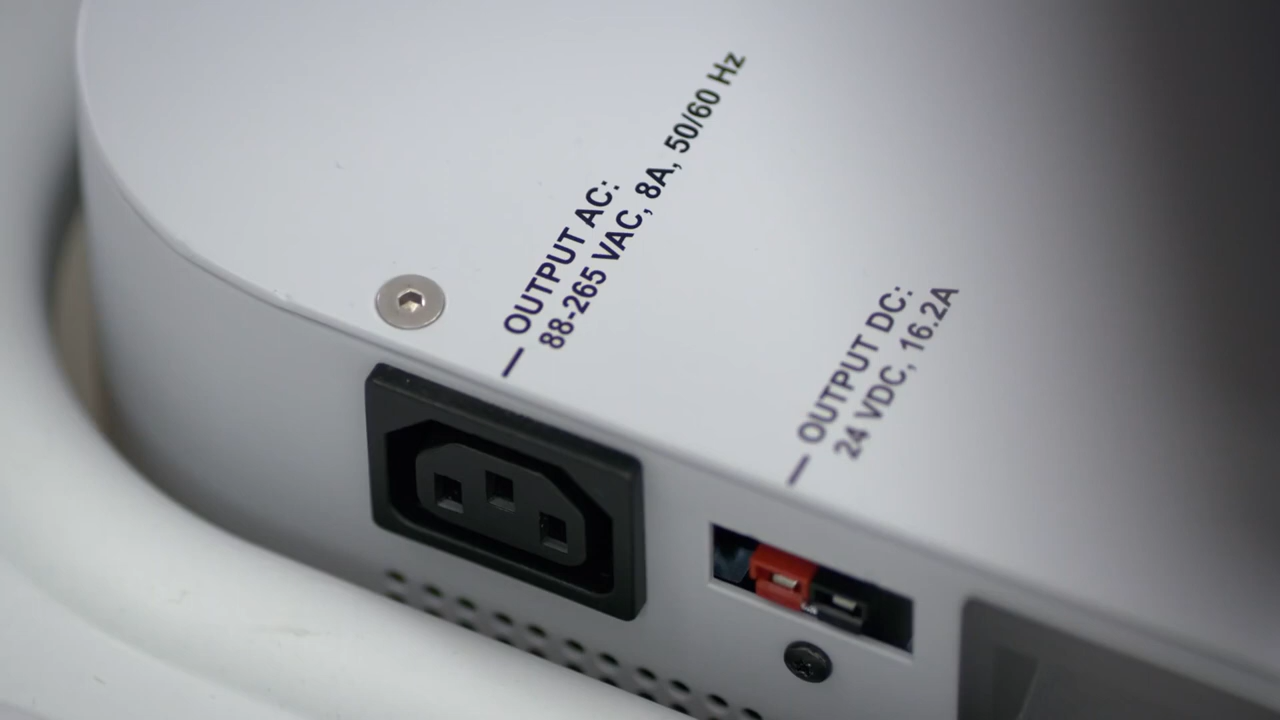 OUTPUT AC:
88-265 VAC, 8A, 50/60 Hz
OUTPUT DC:
24 VDC, 16.2A